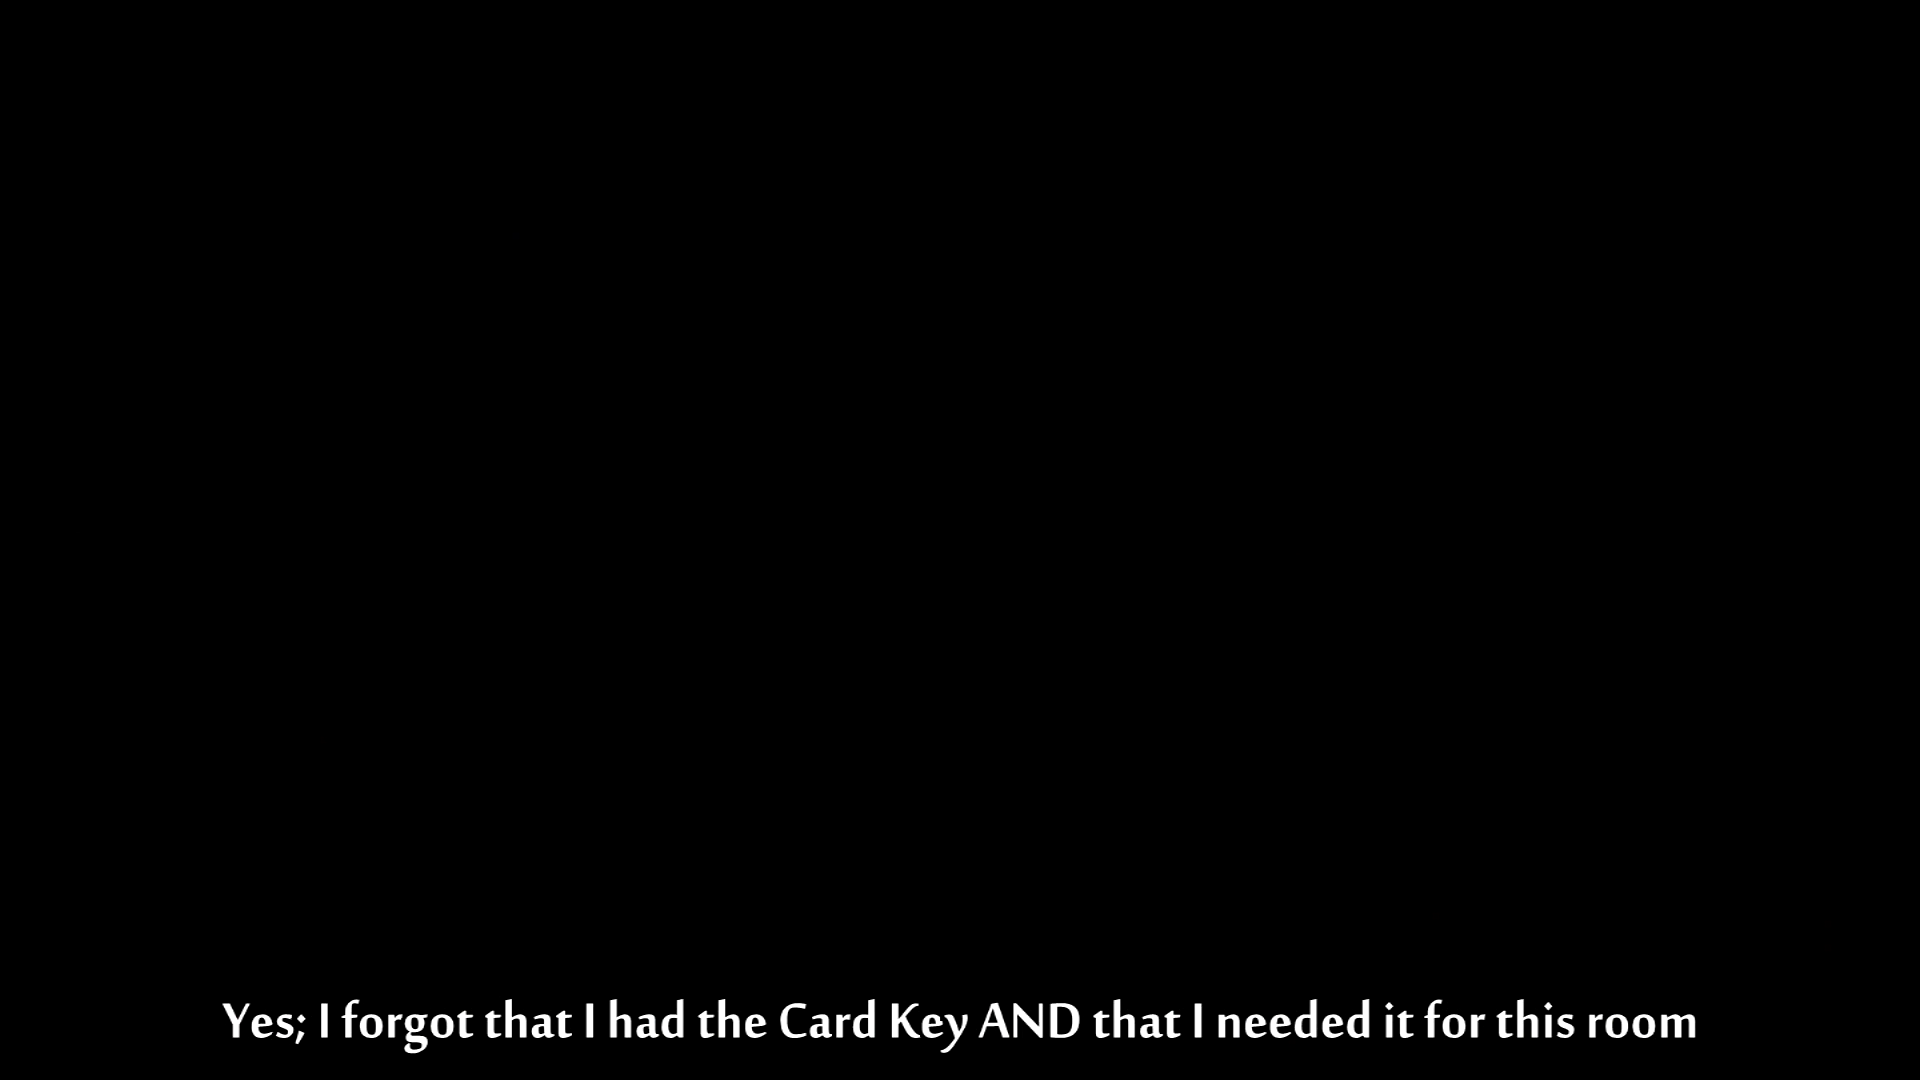 Yes; I forgot that I had the Card Key AND that I needed it for this room